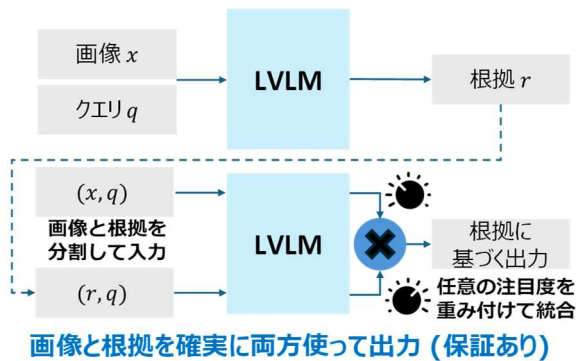 画像 x
クエリ q
LVLM
根拠 r
(x, q)
画像と根拠を
分割して入力
(r, q)
LVLM
根拠に
基づく出力
任意の注目度を
重み付けて統合
画像と根拠を確実に両方使って出力 (保証あり)